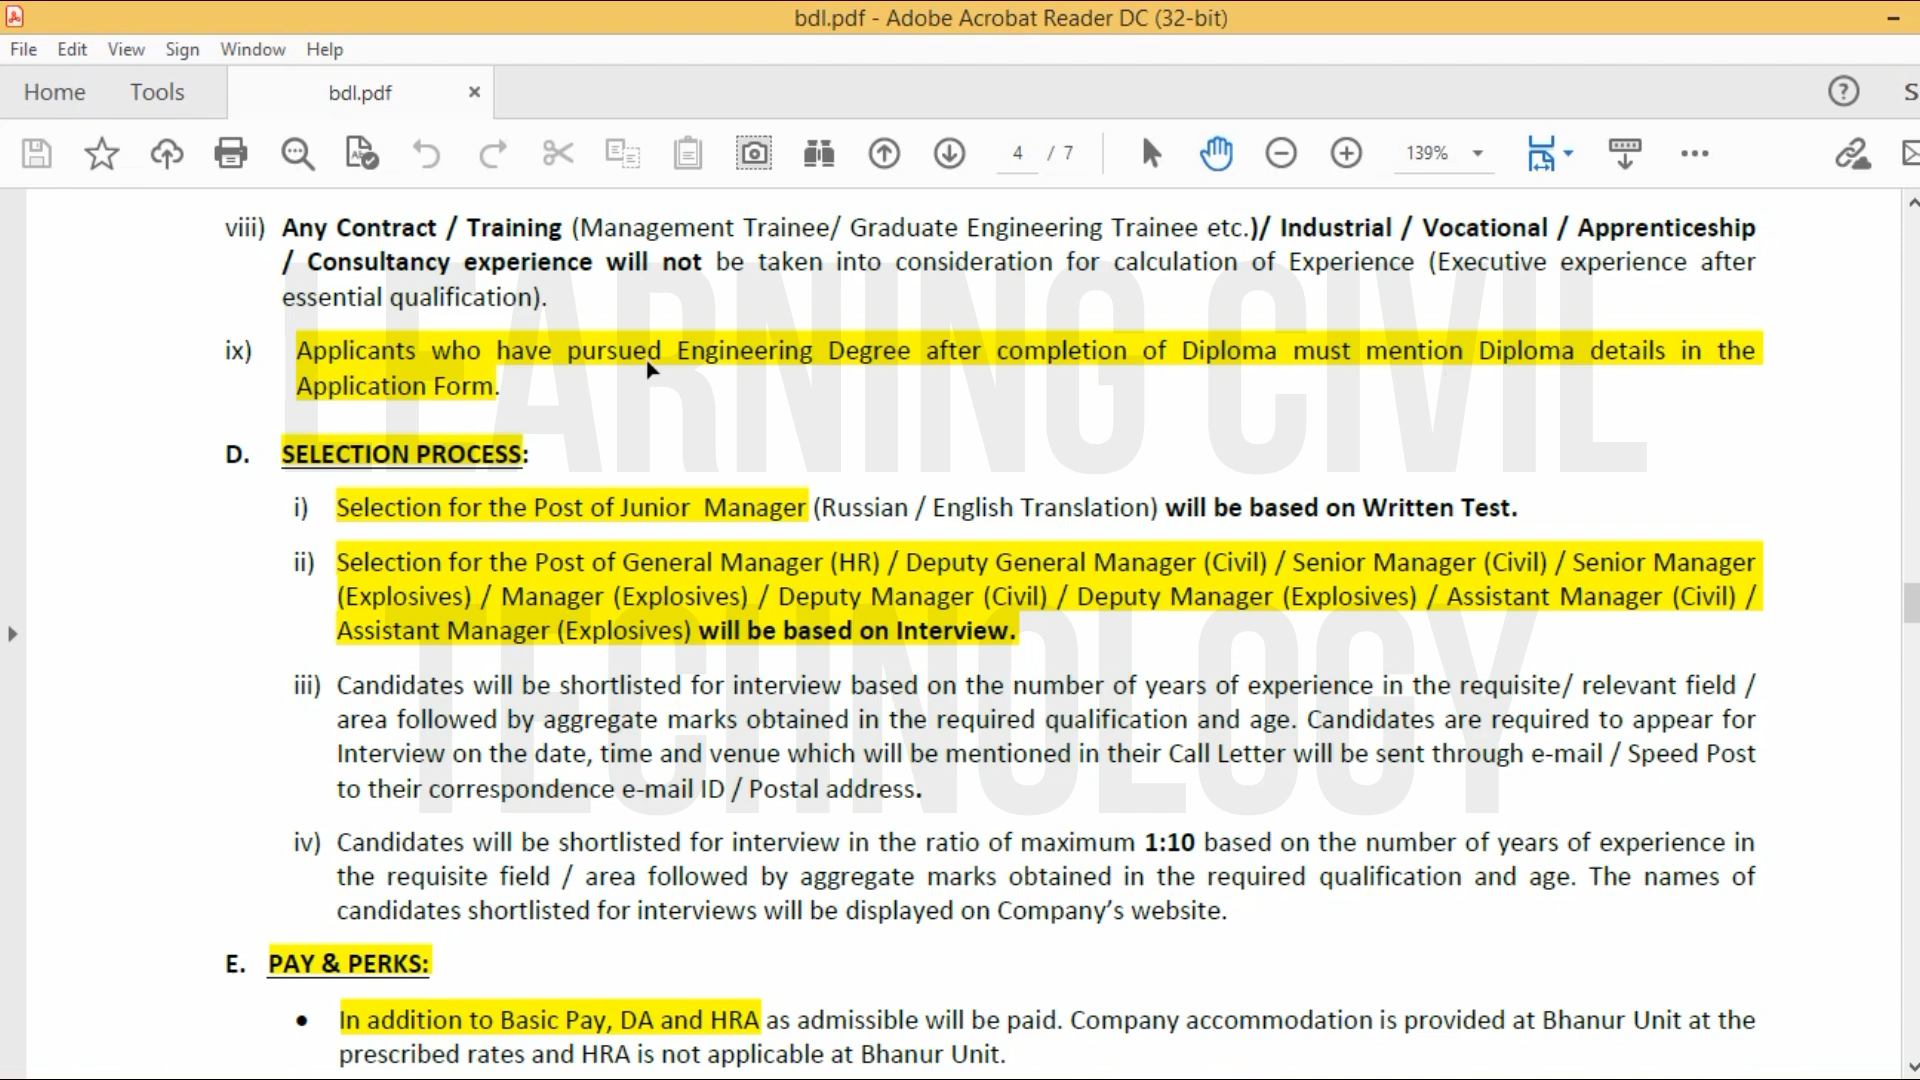 bdl.pdf - Adobe Acrobat Reader DC (32-bit)
File Edit View Sign Window Help
Home Tools bdl.pdf
4 / 7 139%
viii) Any Contract / Training (Management Trainee/ Graduate Engineering Trainee etc.)/ Industrial / Vocational / Apprenticeship
/ Consultancy experience will not be taken into consideration for calculation of Experience (Executive experience after
essential qualification).
ix) Applicants who have pursued Engineering Degree after completion of Diploma must mention Diploma details in the
Application Form.
D. SELECTION PROCESS:
i) Selection for the Post of Junior Manager (Russian / English Translation) will be based on Written Test.
ii) Selection for the Post of General Manager (HR) / Deputy General Manager (Civil) / Senior Manager (Civil) / Senior Manager
(Explosives) / Manager (Explosives) / Deputy Manager (Civil) / Deputy Manager (Explosives) / Assistant Manager (Civil) /
Assistant Manager (Explosives) will be based on Interview.
iii) Candidates will be shortlisted for interview based on the number of years of experience in the requisite/ relevant field /
area followed by aggregate marks obtained in the required qualification and age. Candidates are required to appear for
Interview on the date, time and venue which will be mentioned in their Call Letter will be sent through e-mail / Speed Post
to their correspondence e-mail ID / Postal address.
iv) Candidates will be shortlisted for interview in the ratio of maximum 1:10 based on the number of years of experience in
the requisite field / area followed by aggregate marks obtained in the required qualification and age. The names of
candidates shortlisted for interviews will be displayed on Company's website.
E. PAY & PERKS:
• In addition to Basic Pay, DA and HRA as admissible will be paid. Company accommodation is provided at Bhanur Unit at the
prescribed rates and HRA is not applicable at Bhanur Unit.
LEARNING CIVIL
TECHNOLOGY